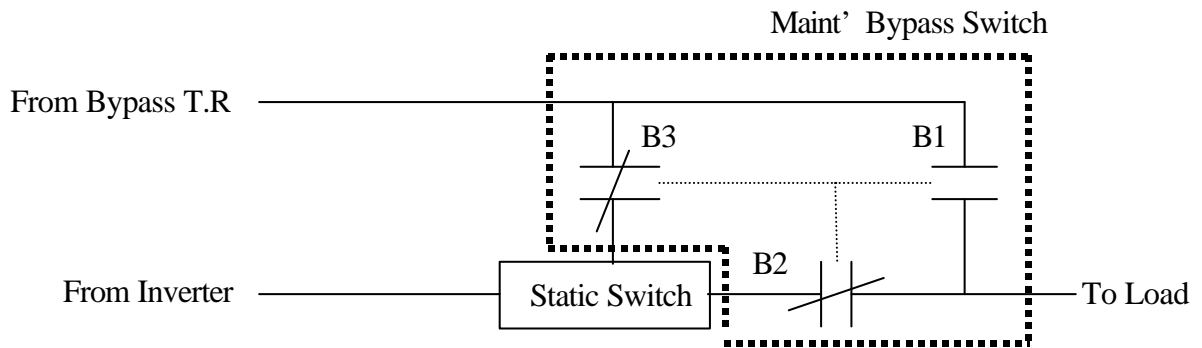 Maint' Bypass Switch
From Bypass T.R
B3
B1
B2
From Inverter
Static Switch
To Load